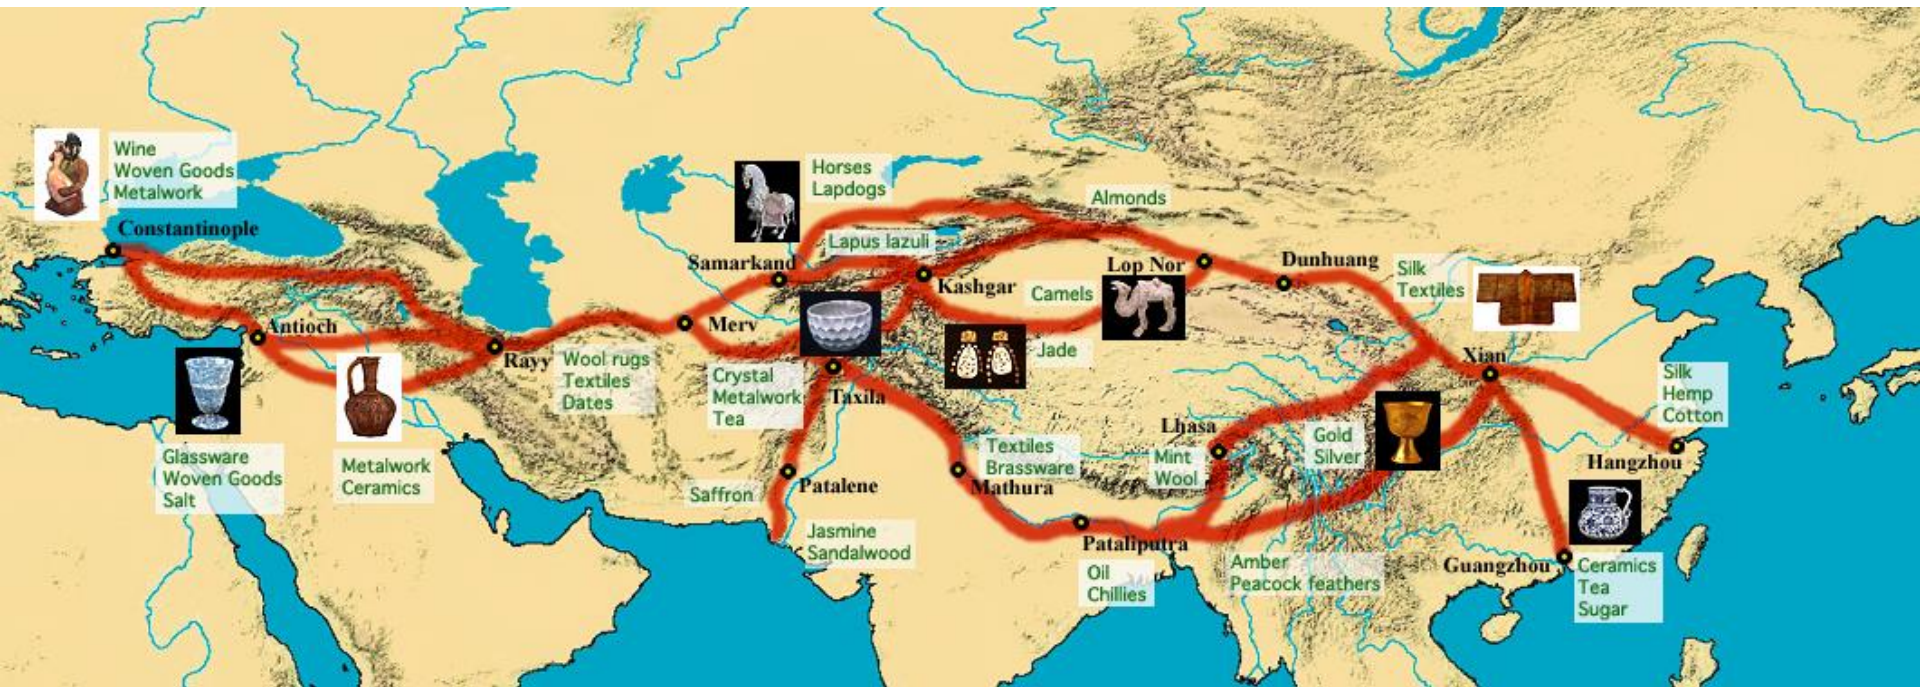 Wine
Woven Goods
Metalwork
Constantinople
Horses
Lapdogs
Almonds
Lapus lazuli
Samarkand
Kashgar
Lop Nor
Dunhuang
Silk
Textiles
Camels
Antioch
Merv
Jade
Rayy
Wool rugs
Textiles
Dates
Crystal
Metalwork
Tea
Taxila
Xian
Silk
Hemp
Cotton
Glassware
Woven Goods
Salt
Metalwork
Ceramics
Saffron
Patalene
Textiles
Brassware
Mathura
Lhasa
Mint
Wool
Gold
Silver
Hangzhou
Jasmine
Sandalwood
Pataliputra
Oil
Chillies
Amber
Peacock feathers
Guangzhou
Ceramics
Tea
Sugar